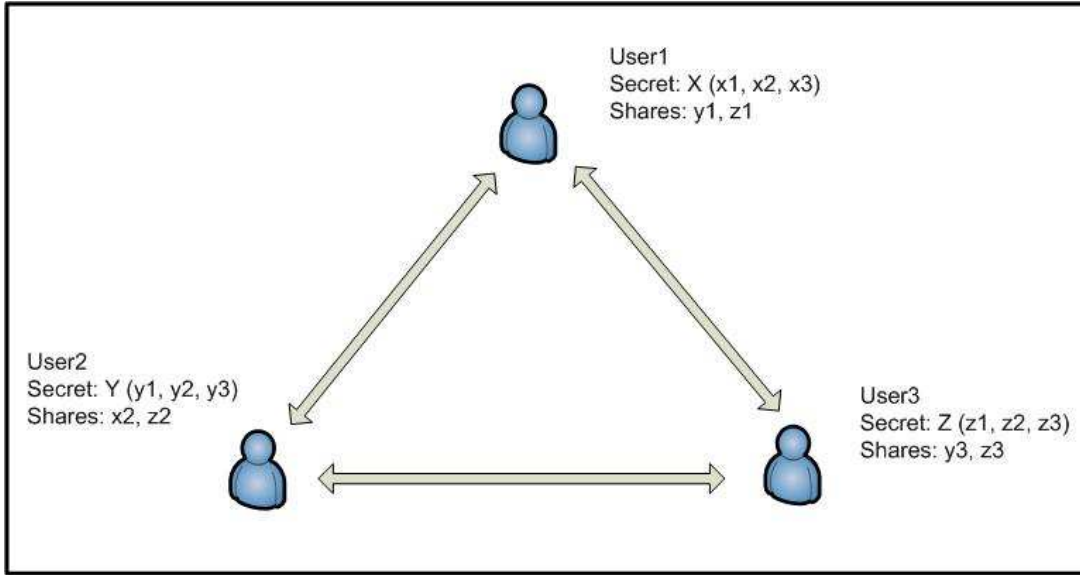 User1
Secret: X (x1, x2, x3)
Shares: y1, z1
User2
Secret: Y (y1, y2, y3)
Shares: x2, z2
User3
Secret: Z (z1, z2, z3)
Shares: y3, z3